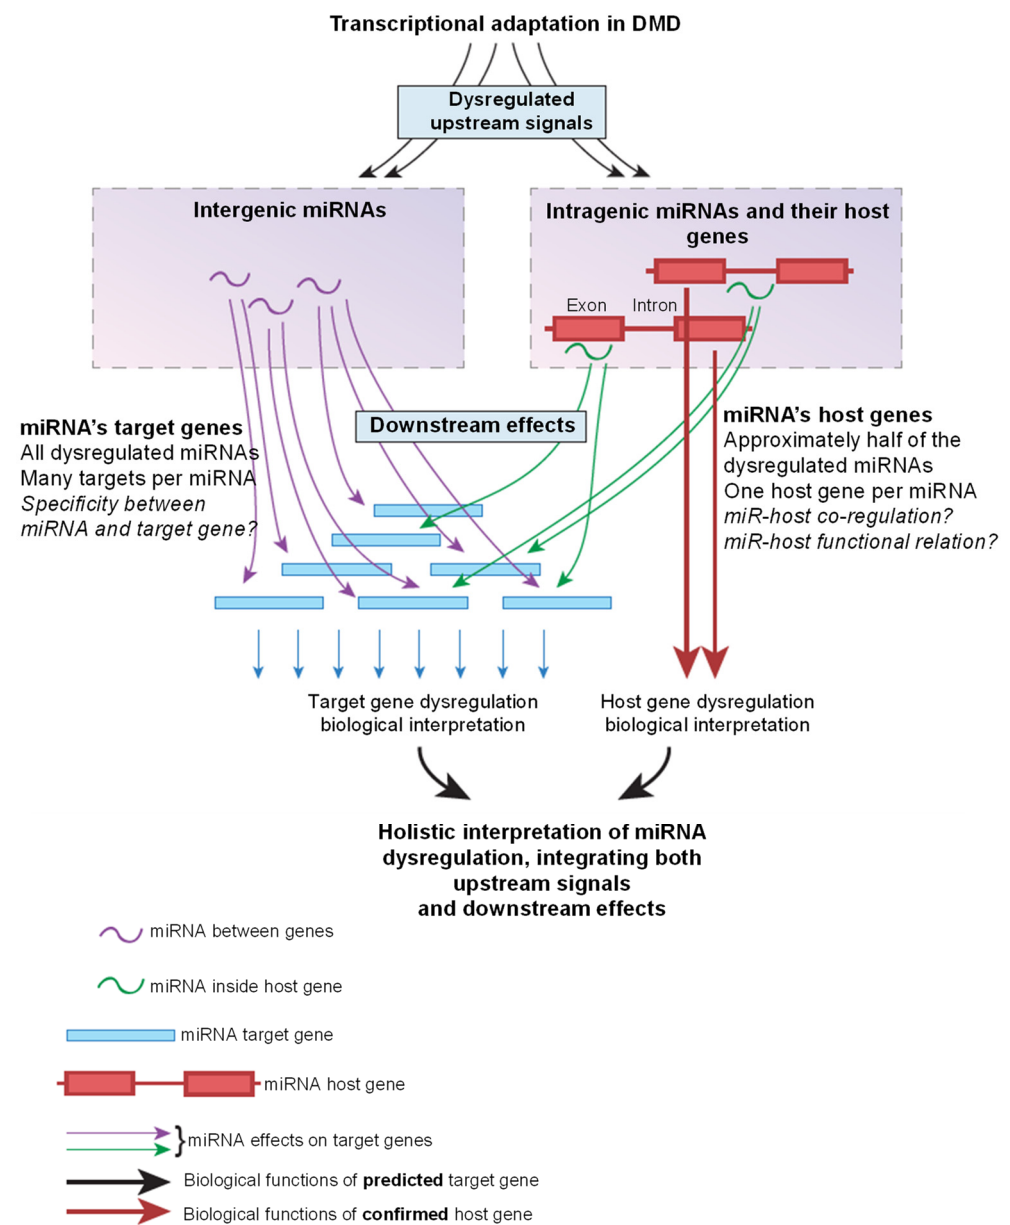 Transcriptional adaptation in DMD
Dysregulated
upstream signals
Intergenic miRNAs
Intragenic miRNAs and their host
genes
Exon
Intron
miRNA's target genes
All dysregulated miRNAs
Many targets per miRNA
Specificity between
miRNA and target gene?
Downstream effects
miRNA's host genes
Approximately half of the
dysregulated miRNAs
One host gene per miRNA
miR-host co-regulation?
miR-host functional relation?
Target gene dysregulation
biological interpretation
Host gene dysregulation
biological interpretation
Holistic interpretation of miRNA
dysregulation, integrating both
upstream signals
and downstream effects
miRNA between genes
miRNA inside host gene
miRNA target gene
miRNA host gene
miRNA effects on target genes
Biological functions of predicted target gene
Biological functions of confirmed host gene